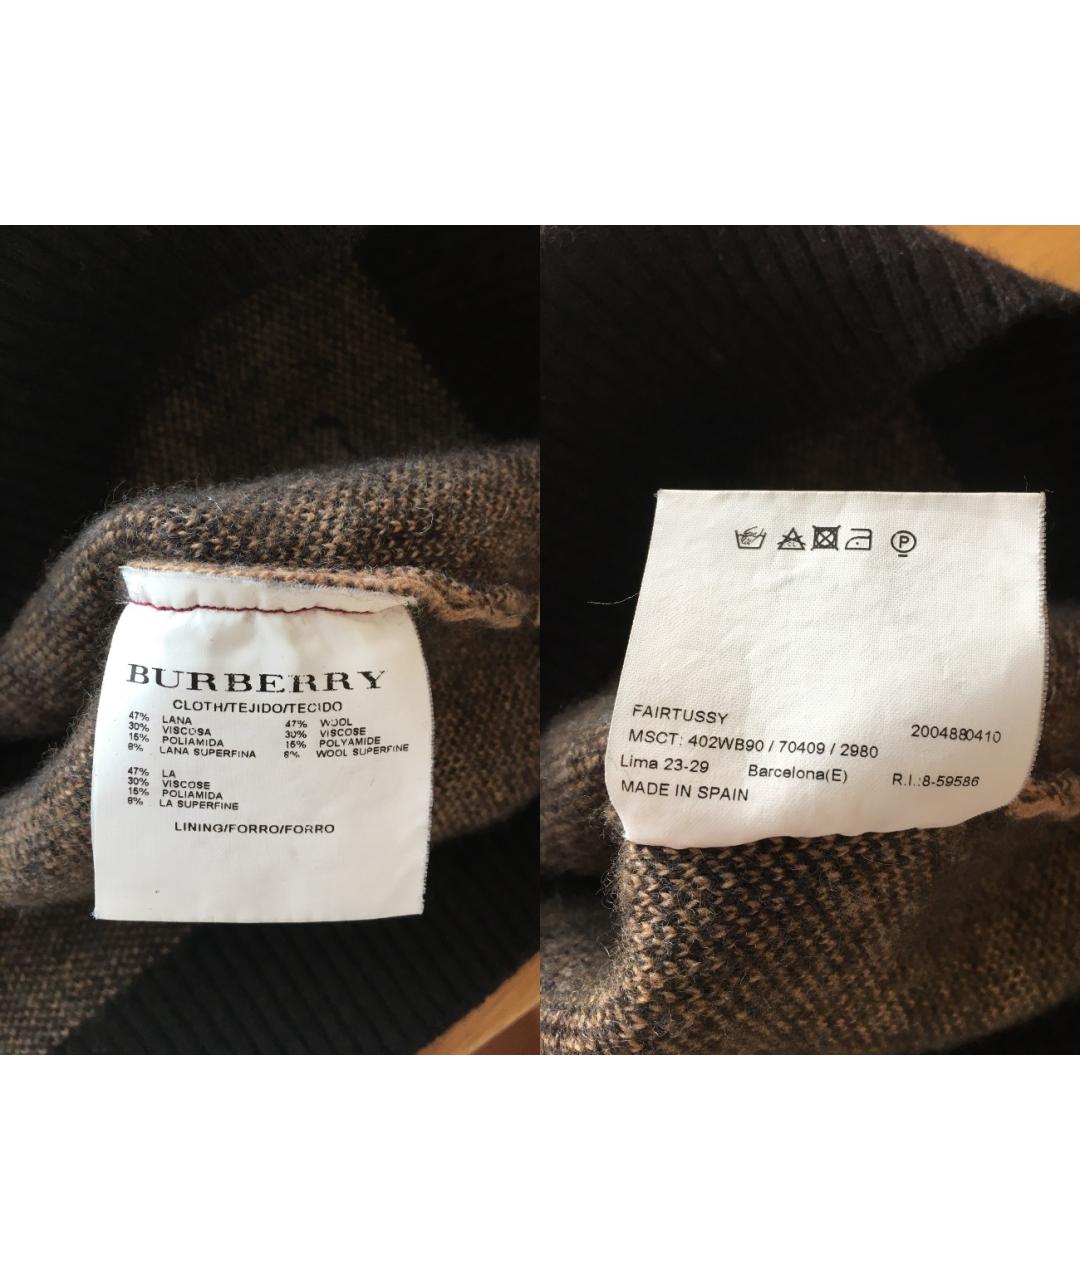 BURBERRY
CLOTH/TEJIDO/TECIDO
47% LANA 47% WOOL
30% VISCOSA 30% VISCOSE
15% POLIAMIDA 15% POLYAMIDE
8% LANA SUPERFINA 8% WOOL SUPERFINE
47% LA
30% VISCOSE
15% POLIAMIDA
8% LA SUPERFINE
LINING/FORRO/FORRO
P
FAIRTUSSY
MSCT: 402WB90 / 70409 / 2980 2004880410
Lima 23-29 Barcelona(E) R.I.:8-59586
MADE IN SPAIN